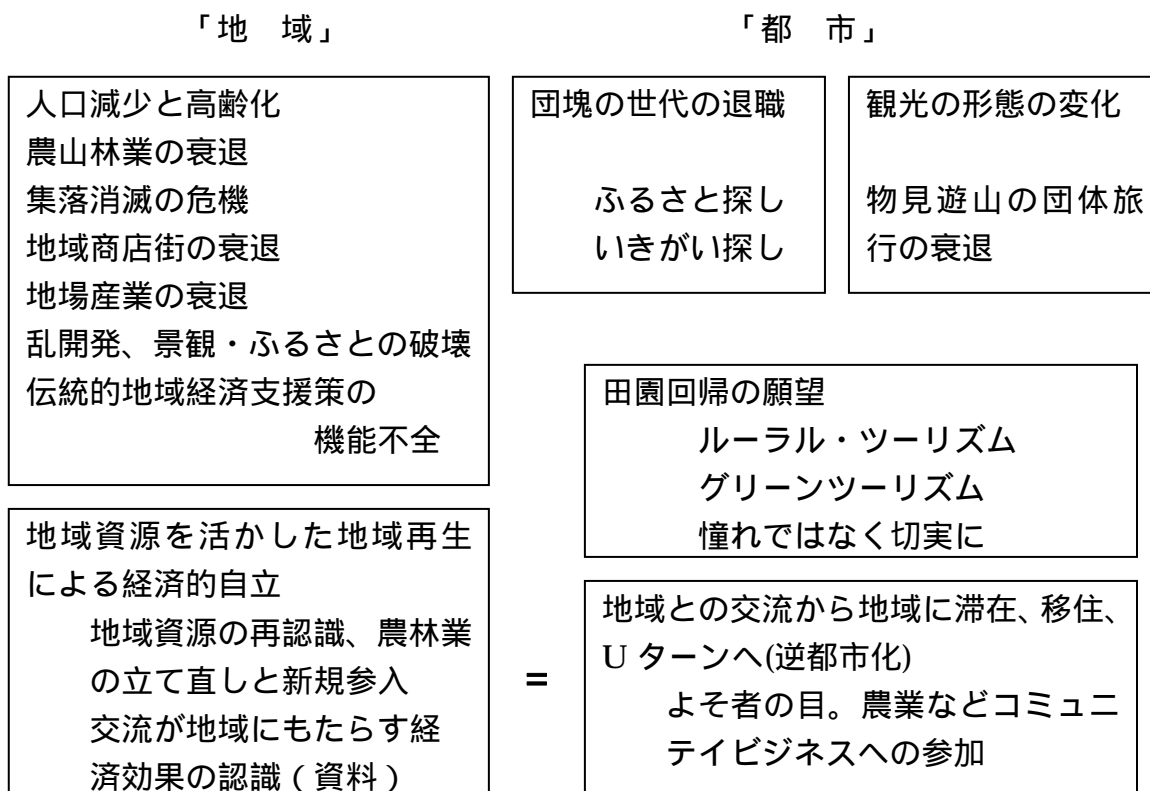 「地　域」
「都　市」
人口減少と高齢化
農山林業の衰退
集落消滅の危機
地域商店街の衰退
地場産業の衰退
乱開発、景観・ふるさとの破壊
伝統的地域経済支援策の
機能不全
団塊の世代の退職
ふるさと探し
いきがい探し
観光の形態の変化
物見遊山の団体旅
行の衰退
田園回帰の願望
ルーラル・ツーリズム
グリーンツーリズム
憧れではなく切実に
地域資源を活かした地域再生
による経済的自立
地域資源の再認識、農林業
の立て直しと新規参入
交流が地域にもたらす経
済効果の認識(資料)
=
地域との交流から地域に滞在、移住、
U ターンへ(逆都市化)
よそ者の目。農業などコミュニ
テイビジネスへの参加